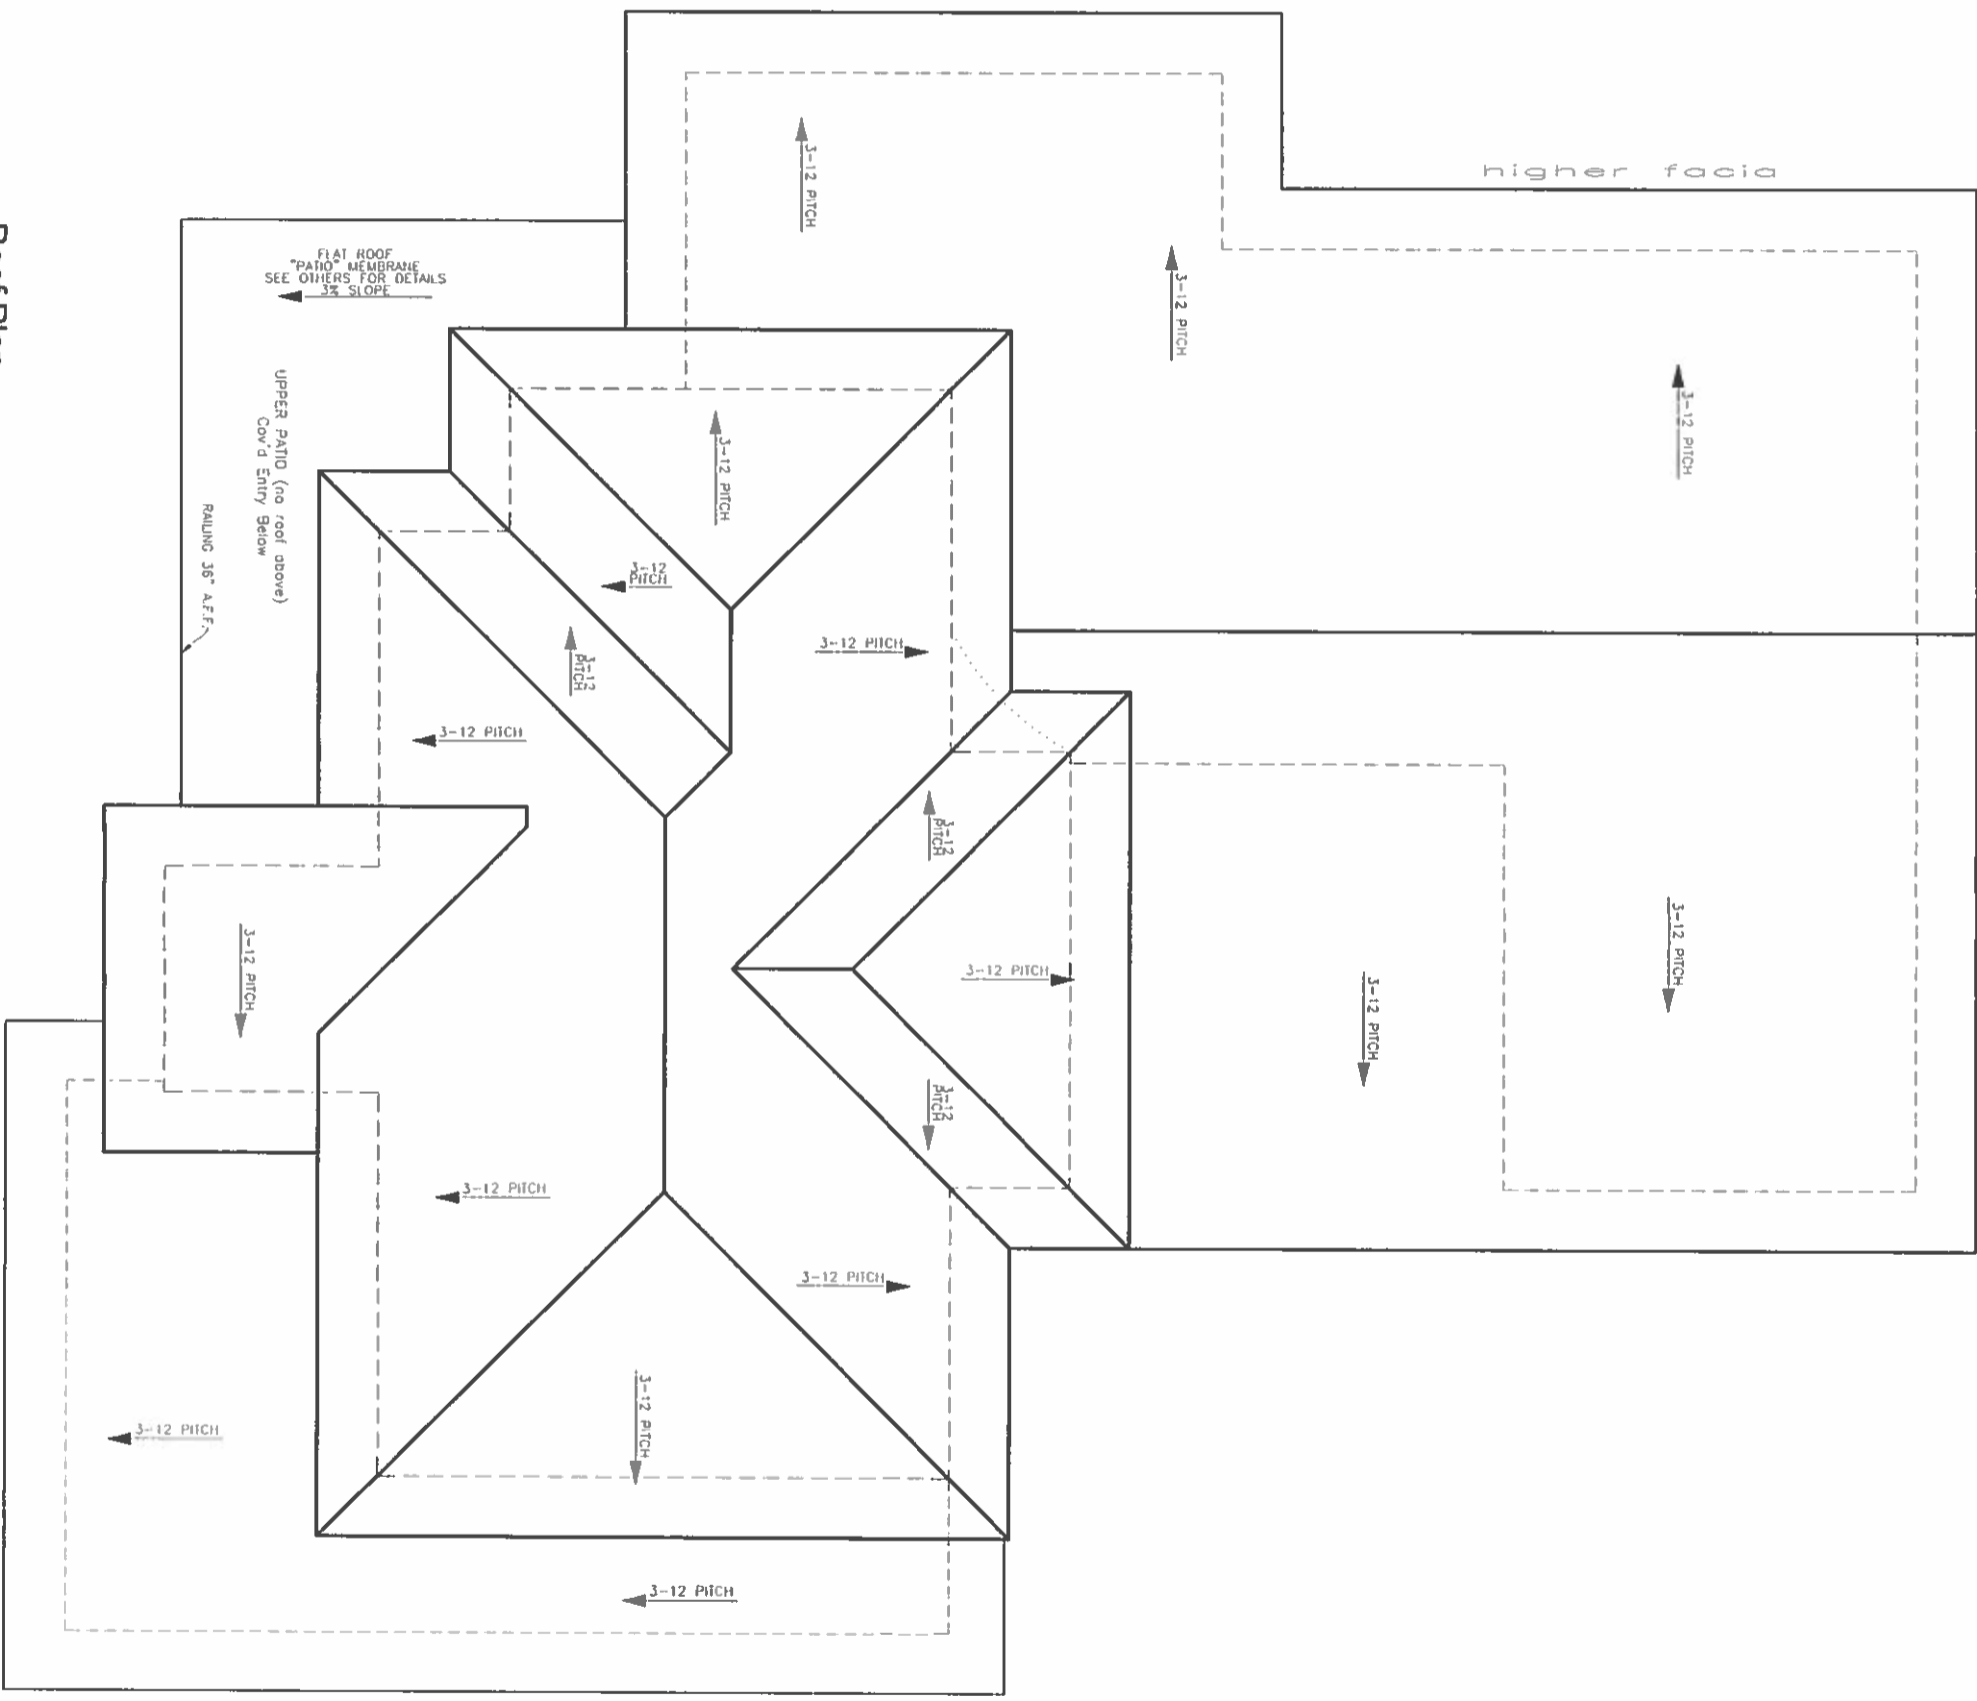 higher facia
3-12 PITCH
3-12 PITCH
3-12 PITCH
FLAT ROOF
"PATIO" MEMBRANE
SEE OTHERS FOR DETAILS
3% SLOPE
UPPER PATIO (no roof above)
Cov'd Entry Below
RAILING 36" A.F.F.
3-12 PITCH
3-12
PITCH
3-12
PITCH
3-12 PITCH
3-12 PITCH
3-12
PITCH
3-12 PITCH
3-12
PITCH
3-12 PITCH
3-12 PITCH
3-12 PITCH
3-12 PITCH
3-12 PITCH
3-12 PITCH
3-12 PITCH
3-12 PITCH
Roof Plan